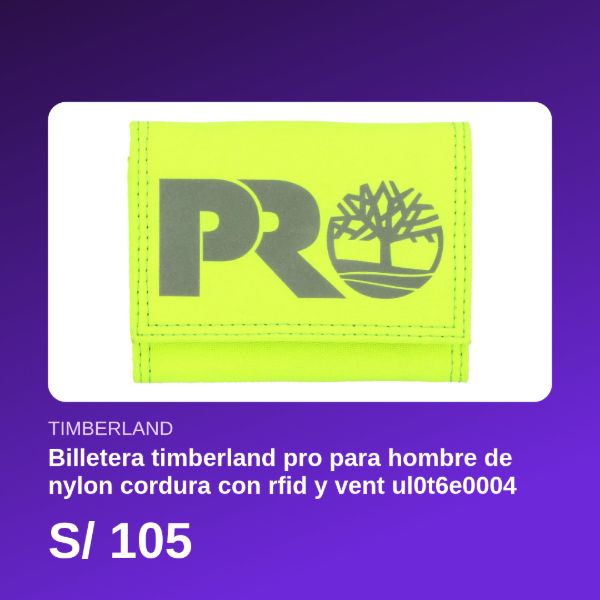 PRO
TIMBERLAND
Billetera timberland pro para hombre de
nylon cordura con rfid y vent ul0t6e0004
S/ 105